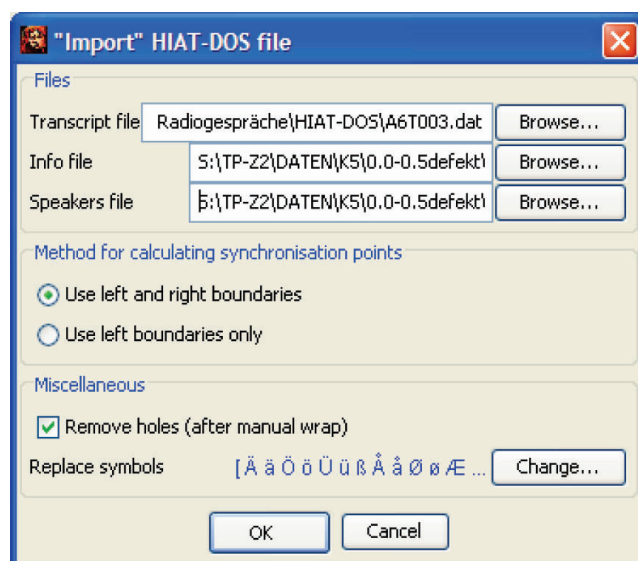 "Import" HIAT-DOS file
Files
Transcript file Radiogespräche\HIAT-DOS\A6T003.dat Browse...
Info file S:\TP-Z2\DATEN\K5\0.0-0.5defekt\ Browse...
Speakers file S:\TP-Z2\DATEN\K5\0.0-0.5defekt\ Browse...
Method for calculating synchronisation points
Use left and right boundaries
Use left boundaries only
Miscellaneous
Remove holes (after manual wrap)
Replace symbols [Ä ä Ö ö Ü ü ß Å å Ø ø Æ ... Change...
OK Cancel